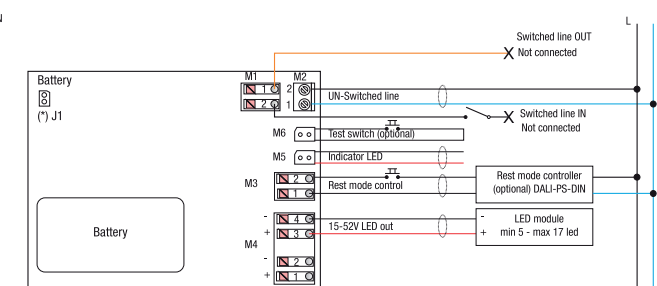 N
L
Switched line OUT
Not connected
Battery
(*) J1
M1
M2
1
2
UN-Switched line
2
1
Switched line IN
Not connected
M6
Test switch (optional)
M5
Indicator LED
M3
2
1
Rest mode control
Rest mode controller
(optional) DALI-PS-DIN
Battery
M4
-
4
+
3
15-52V LED out
-
LED module
+
min 5 - max 17 led
-
2
+
1